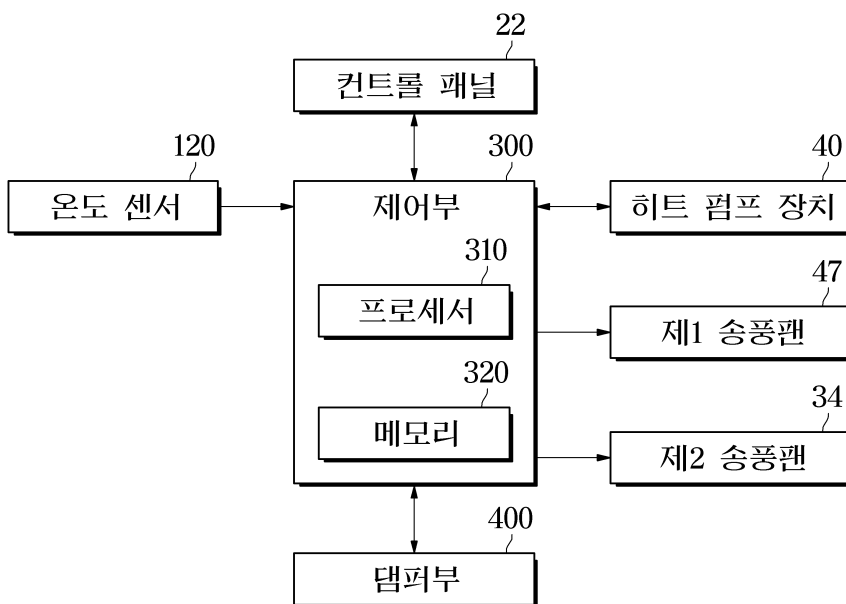 22
컨트롤 패널
120
300
40
온도 센서
제어부
히트 펌프 장치
310
프로세서
47
제1 송풍팬
320
메모리
34
제2 송풍팬
400
댐퍼부